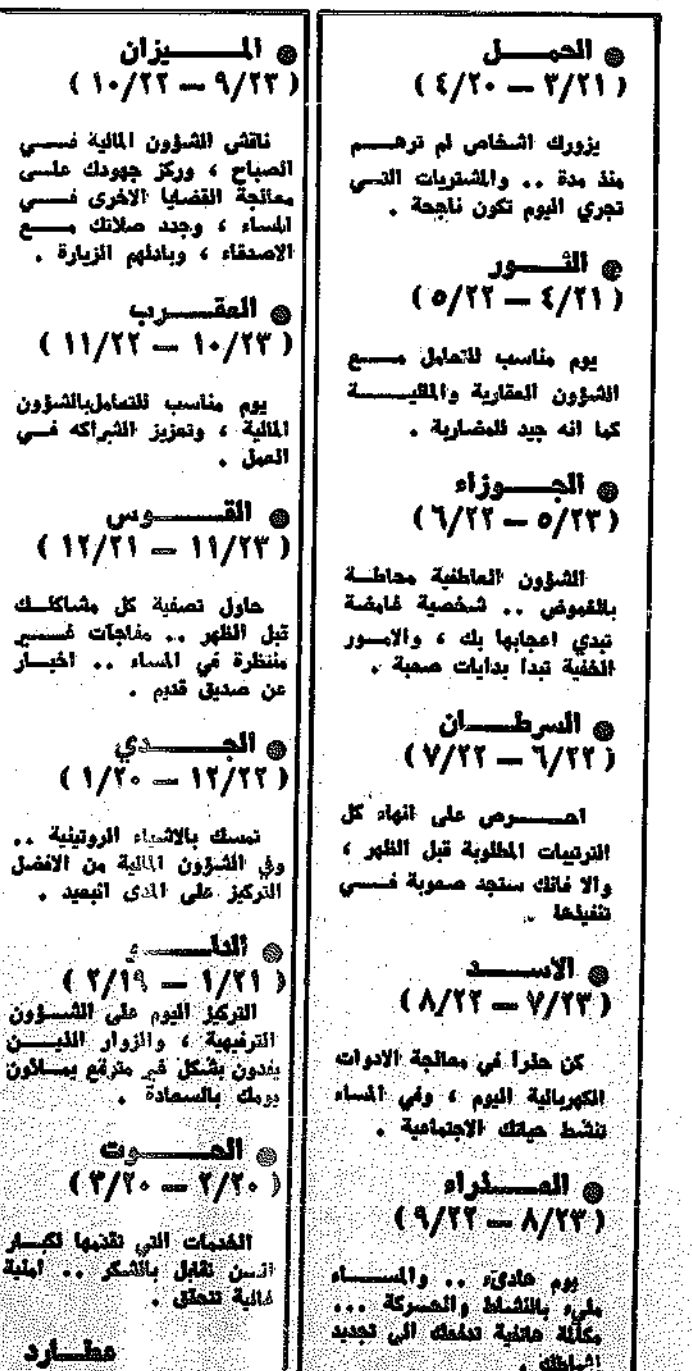 الحمل
( ٣/٢١ — ٤/٢٠ )
يزورك اشخاص لم ترهم
منذ مدة .. والمشتريات التي
تجري اليوم تكون ناجحة .
الثور
( ٤/٢١ — ٥/٢٢ )
يوم مناسب للتعامل مع
الشؤون العقارية والمالية
كما انه جيد للمضاربة .
الجوزاء
( ٥/٢٣ — ٦/٢٢ )
الشؤون العاطفية محاطة
بالغموض .. شخصية غامضة
تبدي اعجابها بك ، والامور
الخفية تبدا بدايات صعبة .
السرطان
( ٦/٢٢ — ٧/٢٢ )
احرص على انهاء كل
الترتيبات المطلوبة قبل الظهر ،
والا فانك ستجد صعوبة في
تنفيذها .
الاسد
( ٧/٢٣ — ٨/٢٢ )
كن حذرا في معالجة الادوات
الكهربائية اليوم ، وفي المساء
تنشط حياتك الاجتماعية .
العذراء
( ٨/٢٣ — ٩/٢٢ )
يوم هادىء .. والمساء
مليء بالنشاط والحركة ...
مكالمة هاتفية تدفعك الى تجديد
الميزان
( ٩/٢٣ — ١٠/٢٢ )
ناقش الشؤون المالية في
الصباح ، وركز جهودك على
معالجة القضايا الاخرى في
المساء ، وجدد صلاتك مع
الاصدقاء ، وبادلهم الزيارة .
العقرب
( ١٠/٢٣ — ١١/٢٢ )
يوم مناسب للتعامل بالشؤون
المالية ، وتعزيز الشراكه في
العمل .
القوس
( ١١/٢٣ — ١٢/٢١ )
حاول تصفية كل مشاكلك
قبل الظهر .. مفاجآت غير
منتظرة في المساء .. اخبار
عن صديق قديم .
الجدي
( ١٢/٢٢ — ١/٢٠ )
تمسك بالاشياء الروتينية ..
وفي الشؤون المالية من الافضل
التركيز على المدى البعيد .
الدلو
( ١/٢١ — ٢/١٩ )
التركيز اليوم على الشؤون
الترفيهية ، والزوار الذين
يفدون بشكل غير متوقع يملأون
يومك بالسعادة .
الحوت
( ٢/٢٠ — ٣/٢٠ )
الخدمات التي تقدمها لكبار
السن تقابل بالشكر .. امنية
غالية تتحقق .
عطارد